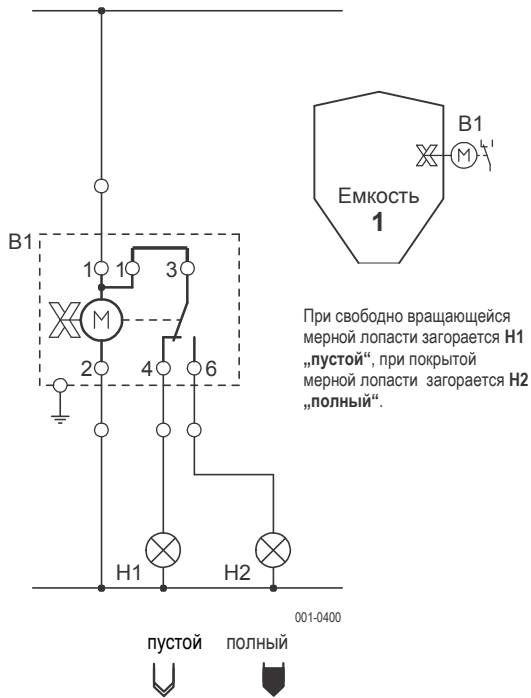 B1
M
Емкость
1
B1
1
1
3
M
2
4
6
При свободно вращающейся
мерной лопасти загорается H1
„пустой“, при покрытой
мерной лопасти загорается H2
„полный“.
H1
H2
001-0400
пустой
полный